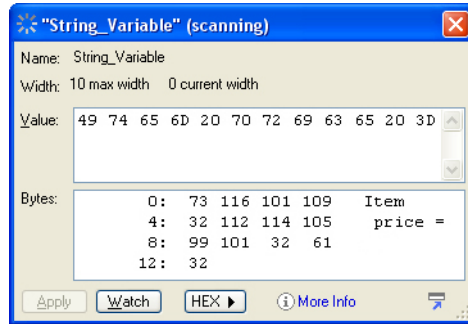 "String_Variable" (scanning)
Name: String_Variable
Width: 10 max width 0 current width
Value: 49 74 65 6D 20 70 72 69 63 65 20 3D
Bytes: 0: 73 116 101 109 Item
4: 32 112 114 105 price =
8: 99 101 32 61
12: 32
Apply Watch HEX More Info